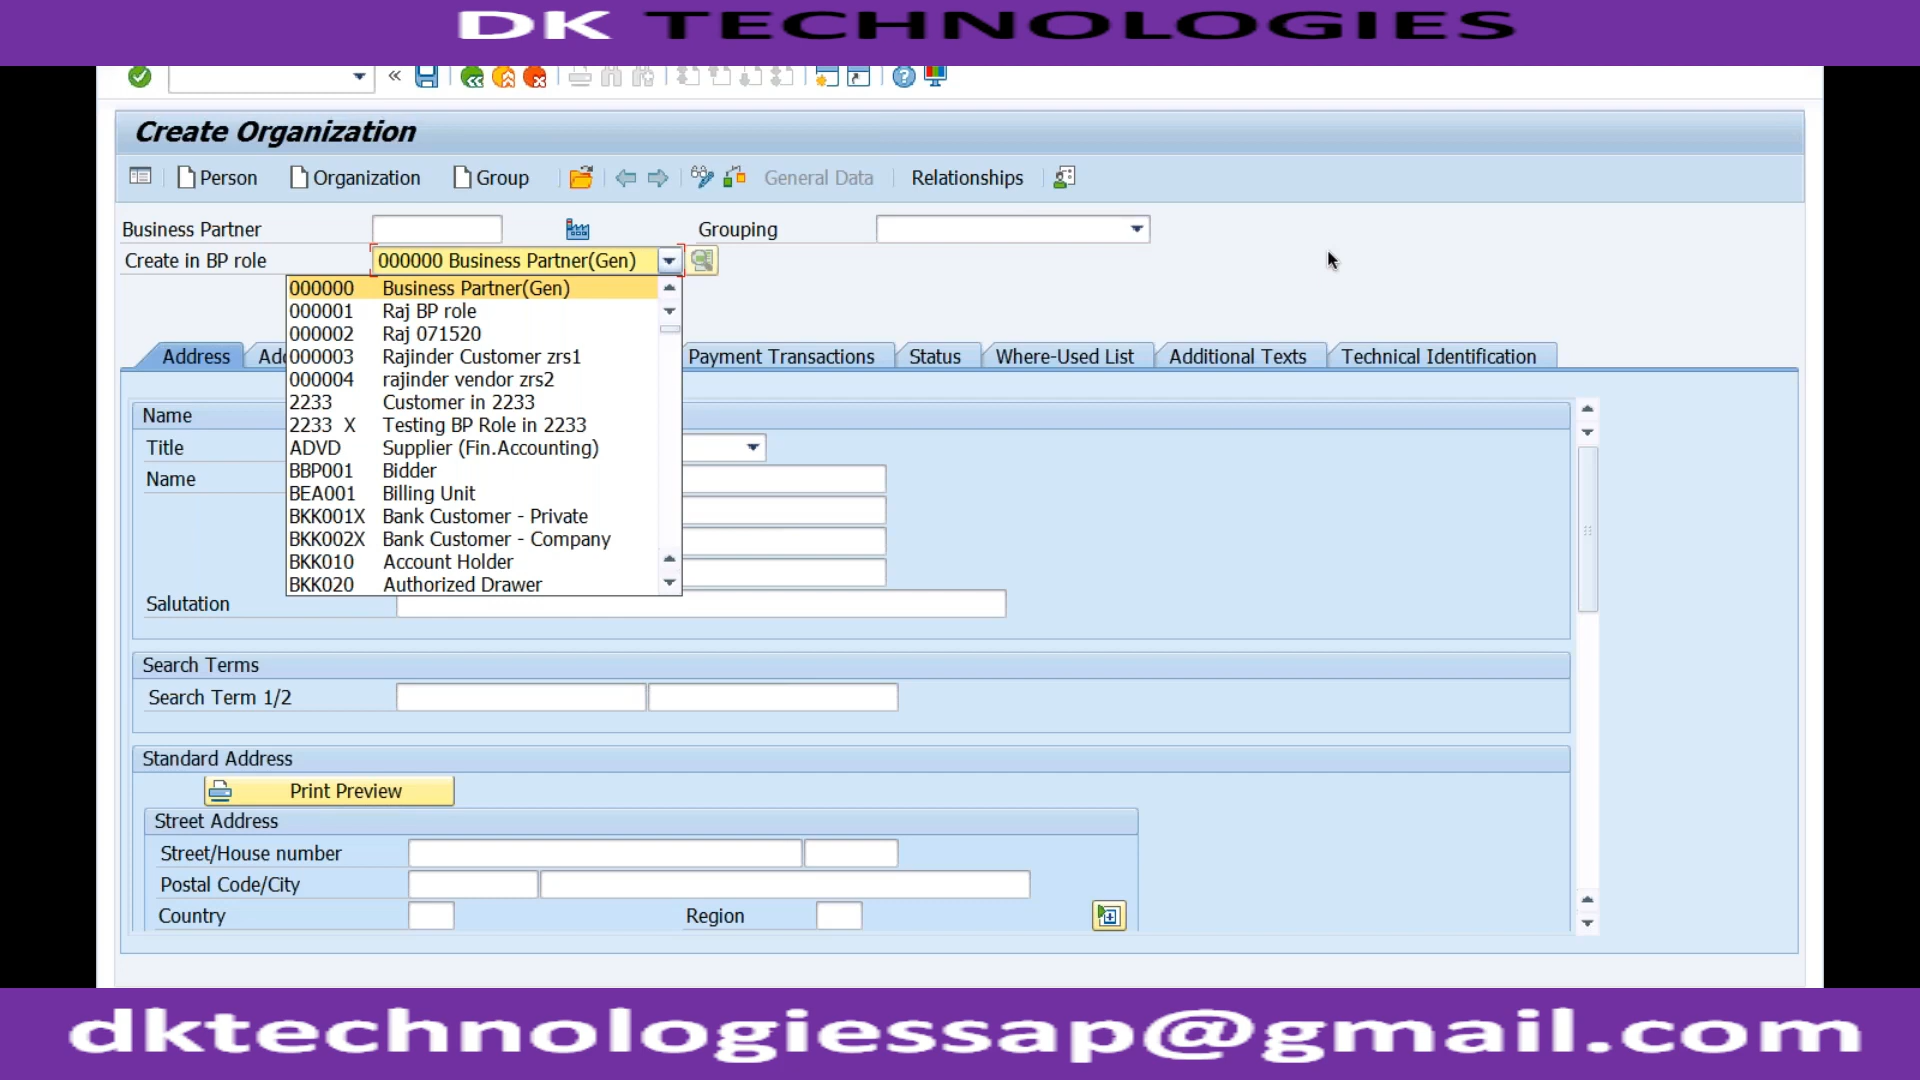 DK TECHNOLOGIES
Create Organization
Person Organization Group General Data Relationships
Business Partner Grouping
Create in BP role 000000 Business Partner(Gen)
000000 Business Partner(Gen)
000001 Raj BP role
000002 Raj 071520
Address Add Payment Transactions Status Where-Used List Additional Texts Technical Identification
000003 Rajinder Customer zrs1
000004 rajinder vendor zrs2
2233 Customer in 2233
Name
2233 X Testing BP Role in 2233
Title
ADVD Supplier (Fin.Accounting)
BBP001 Bidder
Name
BEA001 Billing Unit
BKK001X Bank Customer - Private
BKK002X Bank Customer - Company
BKK010 Account Holder
BKK020 Authorized Drawer
Salutation
Search Terms
Search Term 1/2
Standard Address
Print Preview
Street Address
Street/House number
Postal Code/City
Country Region
dktechnologiessap@gmail.com